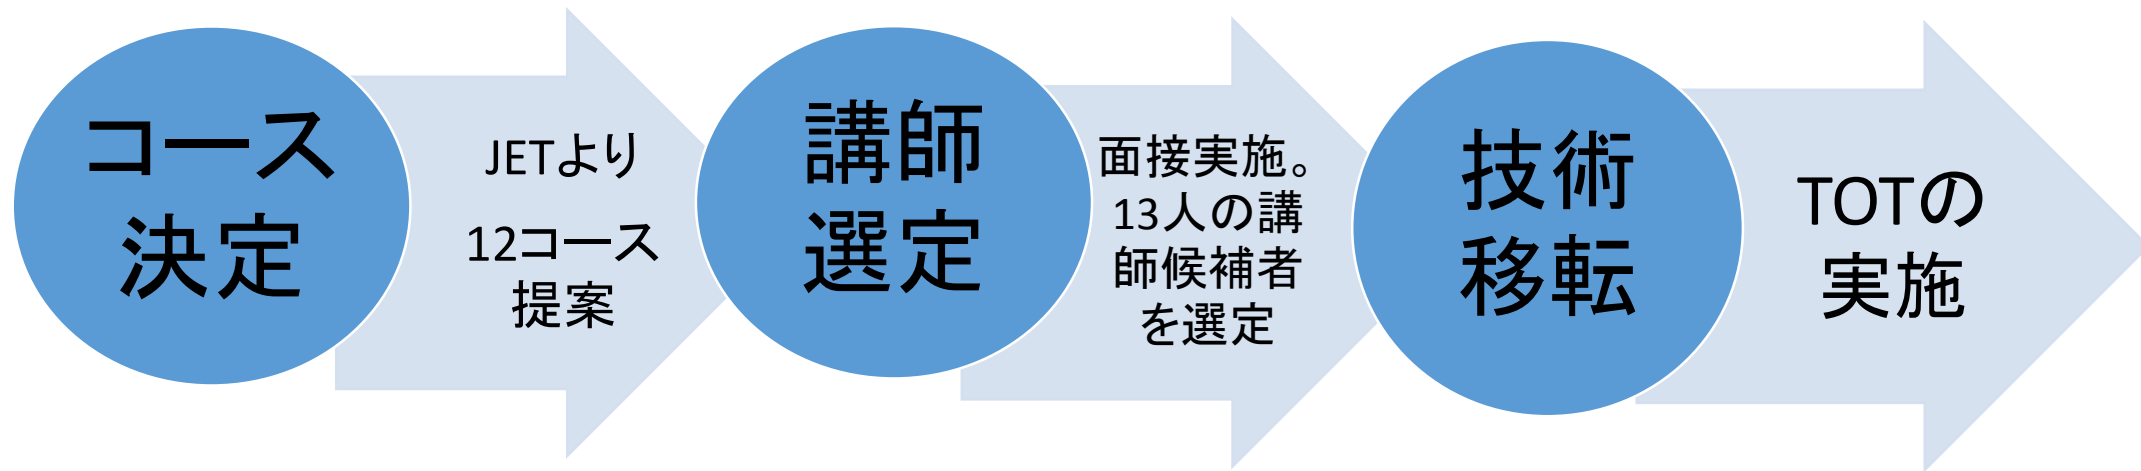 コース
決定
JETより
12コース
提案
講師
選定
面接実施。
13人の講
師候補者
を選定
技術
移転
TOTの
実施